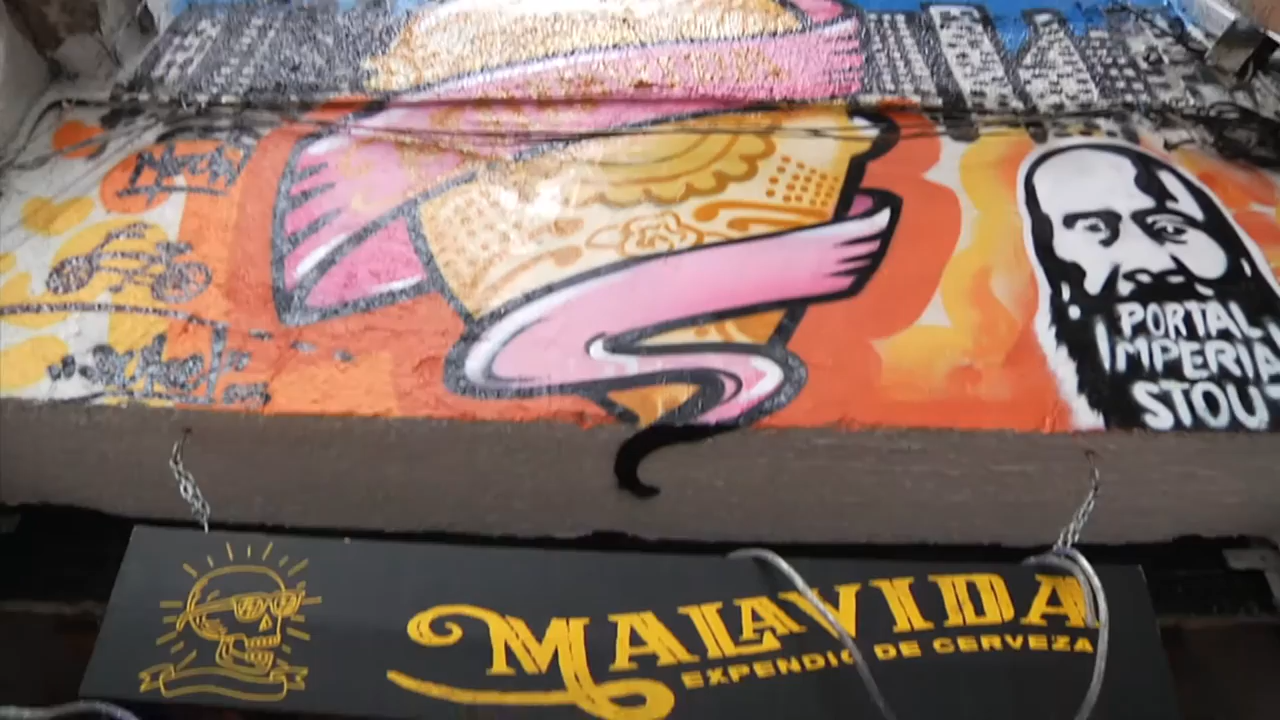 PORTAL
IMPERIA
STOU
MALAVIDA
EXPENDIO DE CERVEZA